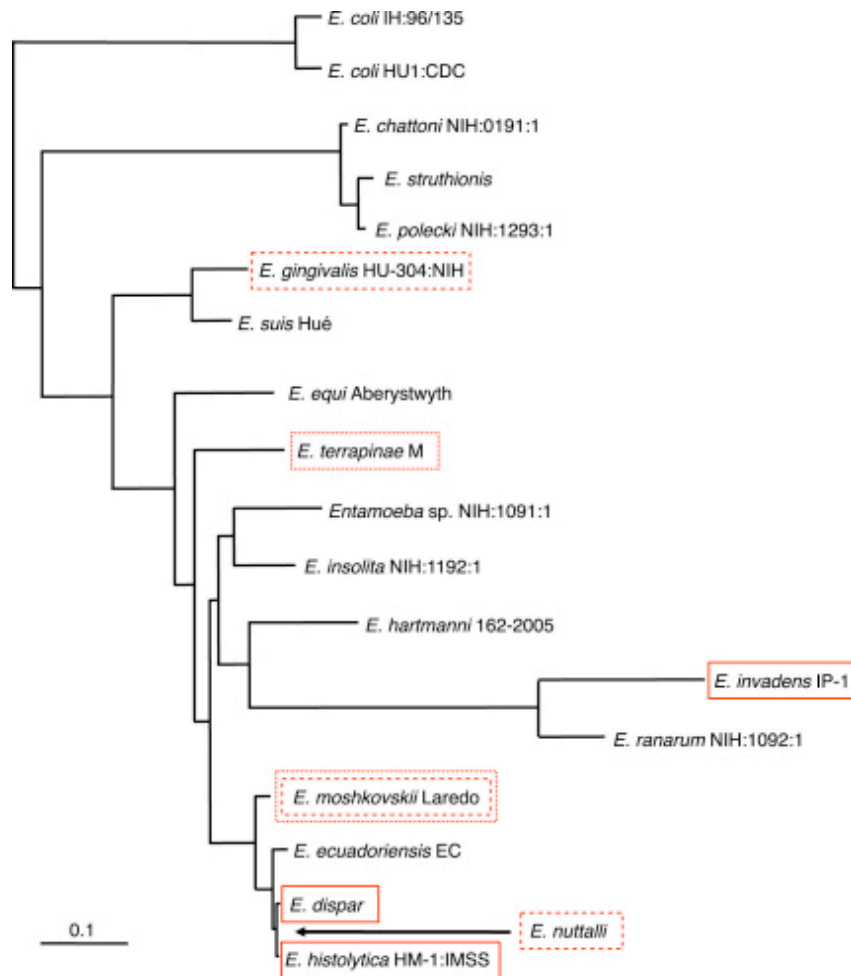 E. coli IH:96/135
E. coli HU1:CDC
E. chattoni NIH:0191:1
E. struthionis
E. polecki NIH:1293:1
E. gingivalis HU-304:NIH
E. suis Hué
E. equi Aberystwyth
E. terrapinae M
Entamoeba sp. NIH:1091:1
E. insolita NIH:1192:1
E. hartmanni 162-2005
E. invadens IP-1
E. ranarum NIH:1092:1
E. moshkovskii Laredo
E. ecuadoriensis EC
E. dispar
E. nuttalli
E. histolytica HM-1:IMSS
0.1